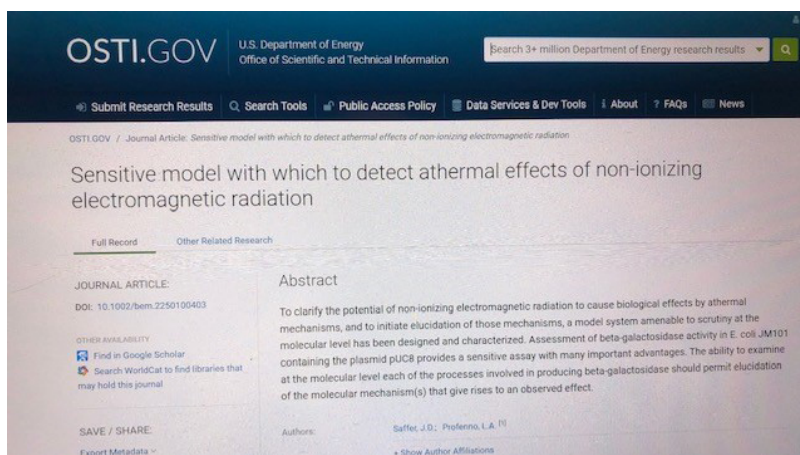 OSTI.GOV
U.S. Department of Energy
Office of Scientific and Technical Information
Search 3+ million Department of Energy research results
Submit Research Results Search Tools Public Access Policy Data Services & Dev Tools About FAQs News
OSTI.GOV / Journal Article: Sensitive model with which to detect athermal effects of non-ionizing electromagnetic radiation
Sensitive model with which to detect athermal effects of non-ionizing
electromagnetic radiation
Full Record Other Related Research
JOURNAL ARTICLE:
DOI: 10.1002/bem.2250100403
OTHER AVAILABILITY
Find in Google Scholar
Search WorldCat to find libraries that
may hold this journal
SAVE / SHARE:
Export Metadata
Abstract
To clarify the potential of non-ionizing electromagnetic radiation to cause biological effects by athermal
mechanisms, and to initiate elucidation of those mechanisms, a model system amenable to scrutiny at the
molecular level has been designed and characterized. Assessment of beta-galactosidase activity in E. coli JM101
containing the plasmid pUC8 provides a sensitive assay with many important advantages. The ability to examine
at the molecular level each of the processes involved in producing beta-galactosidase should permit elucidation
of the molecular mechanism(s) that give rises to an observed effect.
Authors: Saffer, J.D.; Profenno, L.A. [1]
+ Show Author Affiliations